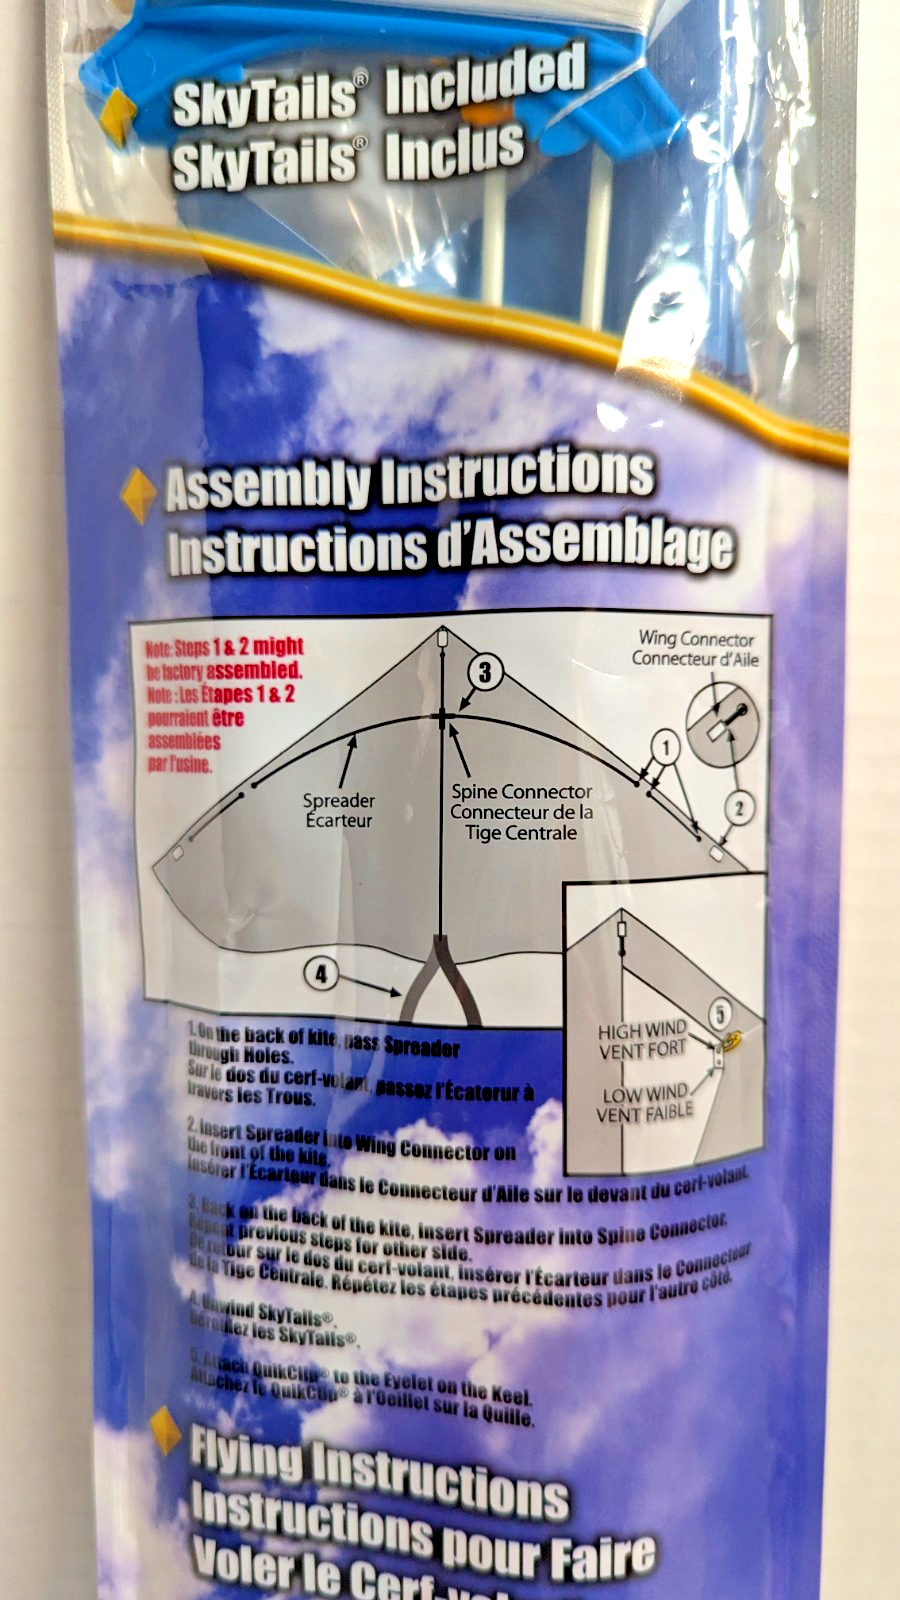 SkyTails® Included
SkyTails® Inclus
Assembly Instructions
Instructions d'Assemblage
Note: Steps 1 & 2 might
be factory assembled.
Note : Les Étapes 1 & 2
pourraient être
assemblées
par l'usine.
Wing Connector
Connecteur d'Aile
3
1
2
Spreader
Écarteur
Spine Connector
Connecteur de la
Tige Centrale
4
5
HIGH WIND
VENT FORT
LOW WIND
VENT FAIBLE
1. On the back of kite, pass Spreader
through Holes.
Sur le dos du cerf-volant, passez l'Écaterur à
travers les Trous.
2. Insert Spreader into Wing Connector on
the front of the kite.
Insérer l'Écarteur dans le Connecteur d'Aile sur le devant du cerf-volant.
3. Back on the back of the kite, insert Spreader into Spine Connector.
Repeat previous steps for other side.
De retour sur le dos du cerf-volant, insérer l'Écarteur dans le Connecteur
de la Tige Centrale. Répétez les étapes précédentes pour l'autre côté.
4. Unwind SkyTails®.
Déroulez les SkyTails®.
5. Attach QuikClip® to the Eyelet on the Keel.
Attachez le QuikClip® à l'Oeillet sur la Quille.
Flying Instructions
Instructions pour Faire
Voler le